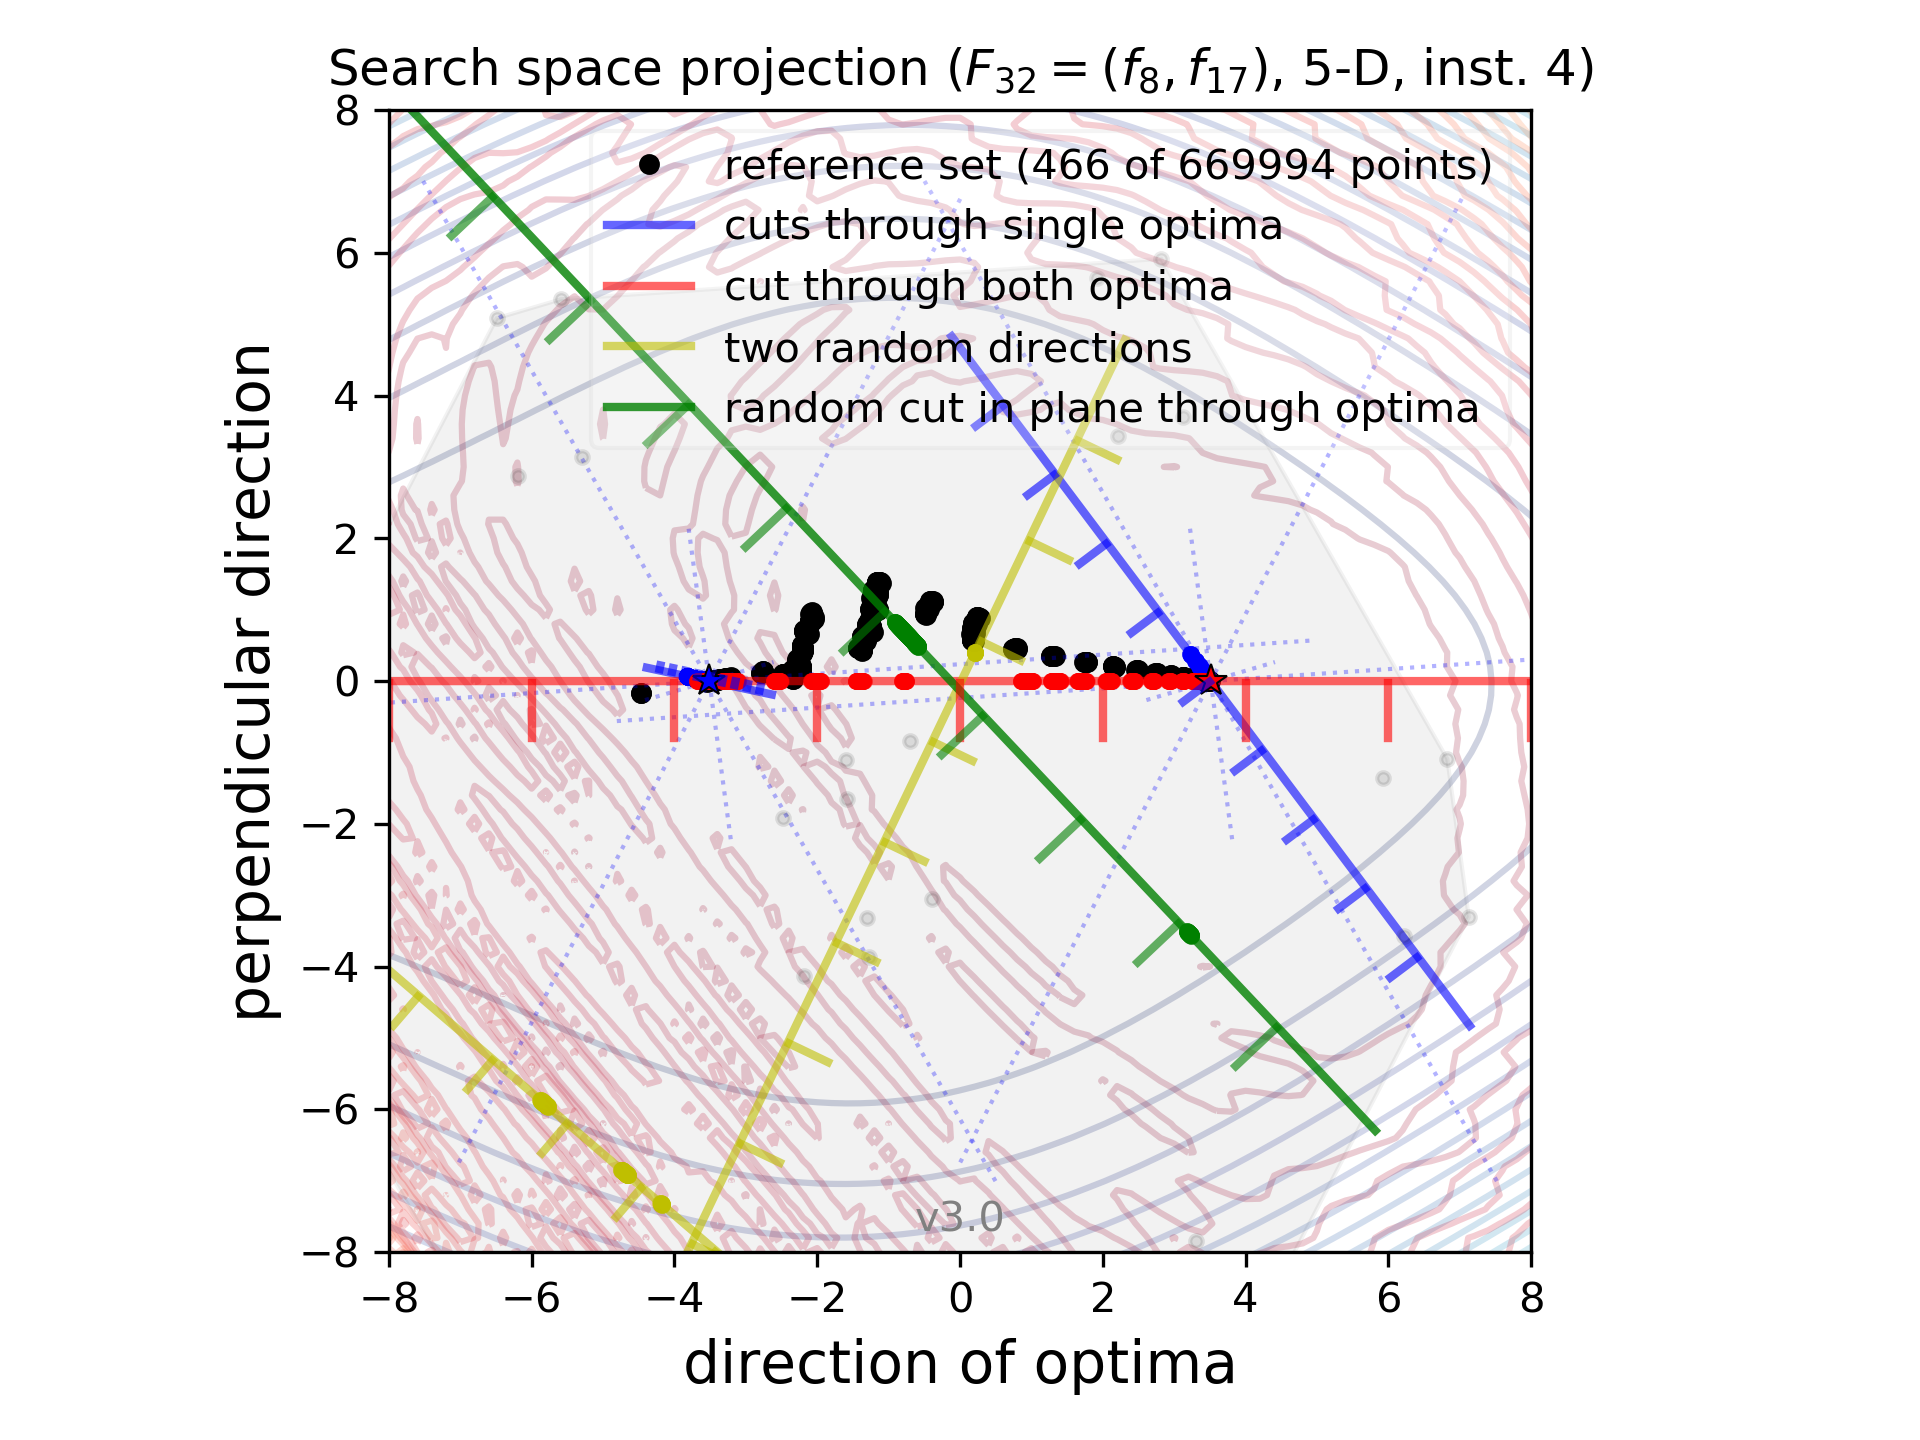 Search space projection (F₃₂ = (f₈, f₁₇), 5-D, inst. 4)
8
6
4
2
0
−2
−4
−6
−8
perpendicular direction
reference set (466 of 669994 points)
cuts through single optima
cut through both optima
two random directions
random cut in plane through optima
v3.0
−8 −6 −4 −2 0 2 4 6 8
direction of optima